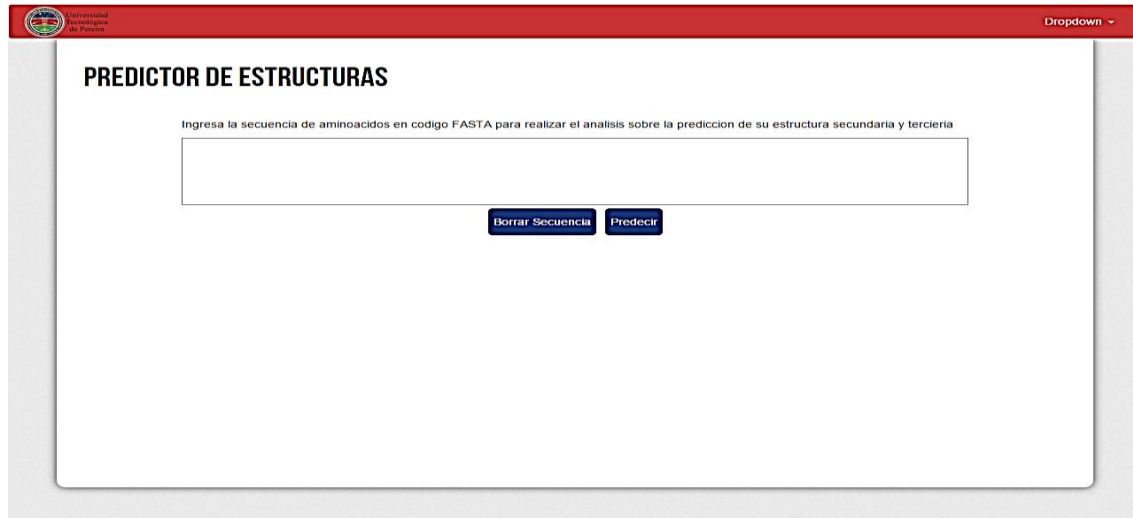 Universidad
Tecnológica
de Pereira
Dropdown
PREDICTOR DE ESTRUCTURAS
Ingresa la secuencia de aminoacidos en codigo FASTA para realizar el analisis sobre la prediccion de su estructura secundaria y tercieria
Borrar Secuencia
Predecir